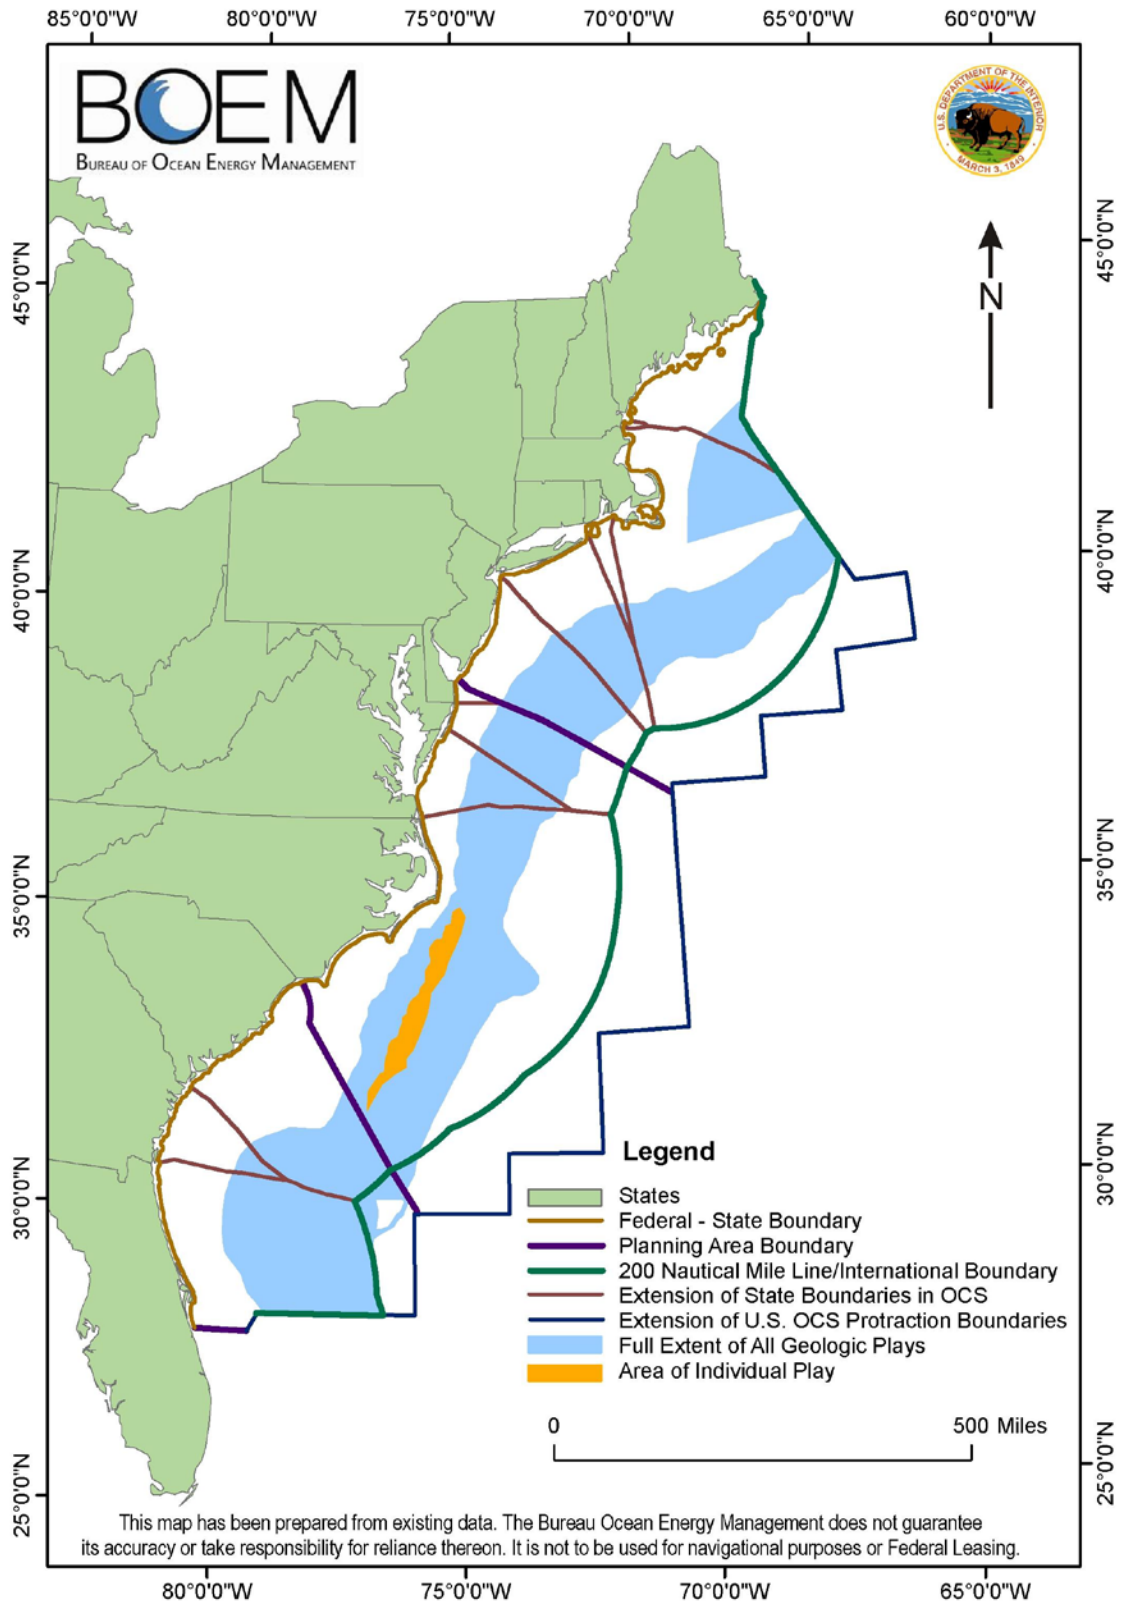 85°0'0"W 80°0'0"W 75°0'0"W 70°0'0"W 65°0'0"W 60°0'0"W
BOEM
BUREAU OF OCEAN ENERGY MANAGEMENT
U.S. DEPARTMENT OF THE INTERIOR
MARCH 3, 1849
N
45°0'0"N
40°0'0"N
35°0'0"N
30°0'0"N
25°0'0"N
45°0'0"N
40°0'0"N
35°0'0"N
30°0'0"N
25°0'0"N
Legend
States
Federal - State Boundary
Planning Area Boundary
200 Nautical Mile Line/International Boundary
Extension of State Boundaries in OCS
Extension of U.S. OCS Protraction Boundaries
Full Extent of All Geologic Plays
Area of Individual Play
0 500 Miles
This map has been prepared from existing data. The Bureau Ocean Energy Management does not guarantee
its accuracy or take responsibility for reliance thereon. It is not to be used for navigational purposes or Federal Leasing.
80°0'0"W 75°0'0"W 70°0'0"W 65°0'0"W